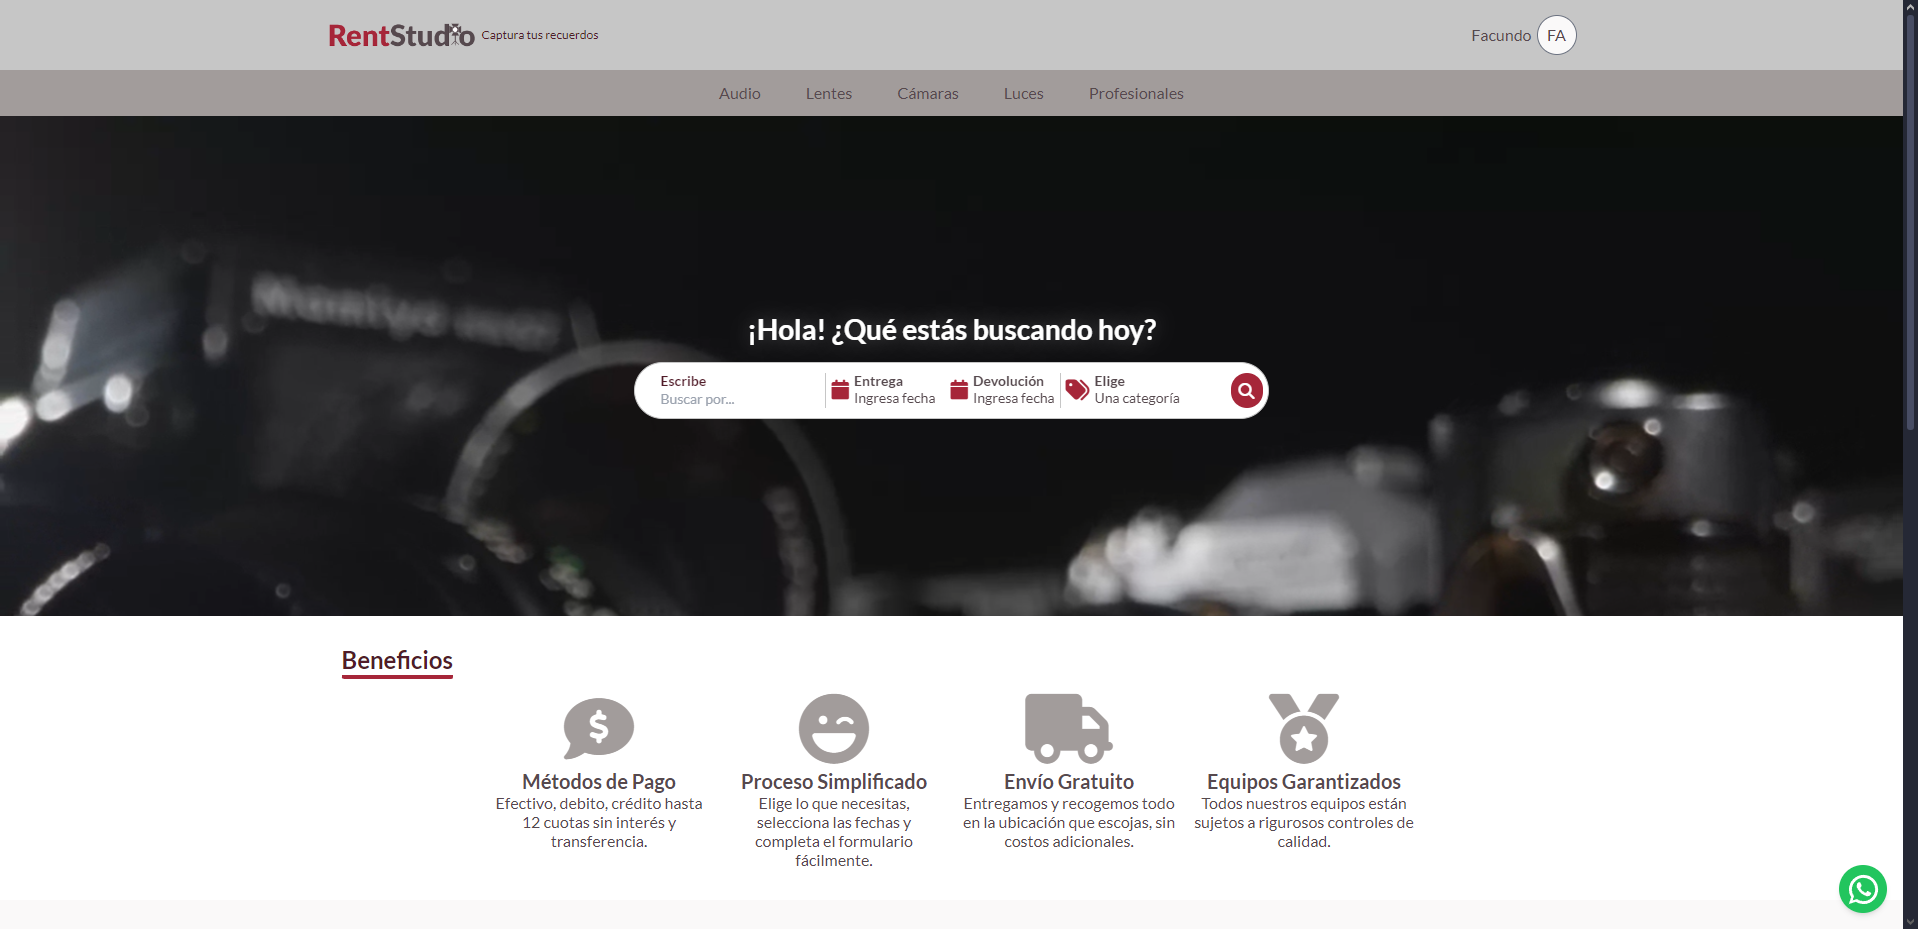 RentStudio Captura tus recuerdos
Facundo FA
Audio Lentes Cámaras Luces Profesionales
¡Hola! ¿Qué estás buscando hoy?
Escribe
Buscar por...
Entrega
Ingresa fecha
Devolución
Ingresa fecha
Elige
Una categoría
Beneficios
Métodos de Pago
Efectivo, debito, crédito hasta
12 cuotas sin interés y
transferencia.
Proceso Simplificado
Elige lo que necesitas,
selecciona las fechas y
completa el formulario
fácilmente.
Envío Gratuito
Entregamos y recogemos todo
en la ubicación que escojas, sin
costos adicionales.
Equipos Garantizados
Todos nuestros equipos están
sujetos a rigurosos controles de
calidad.